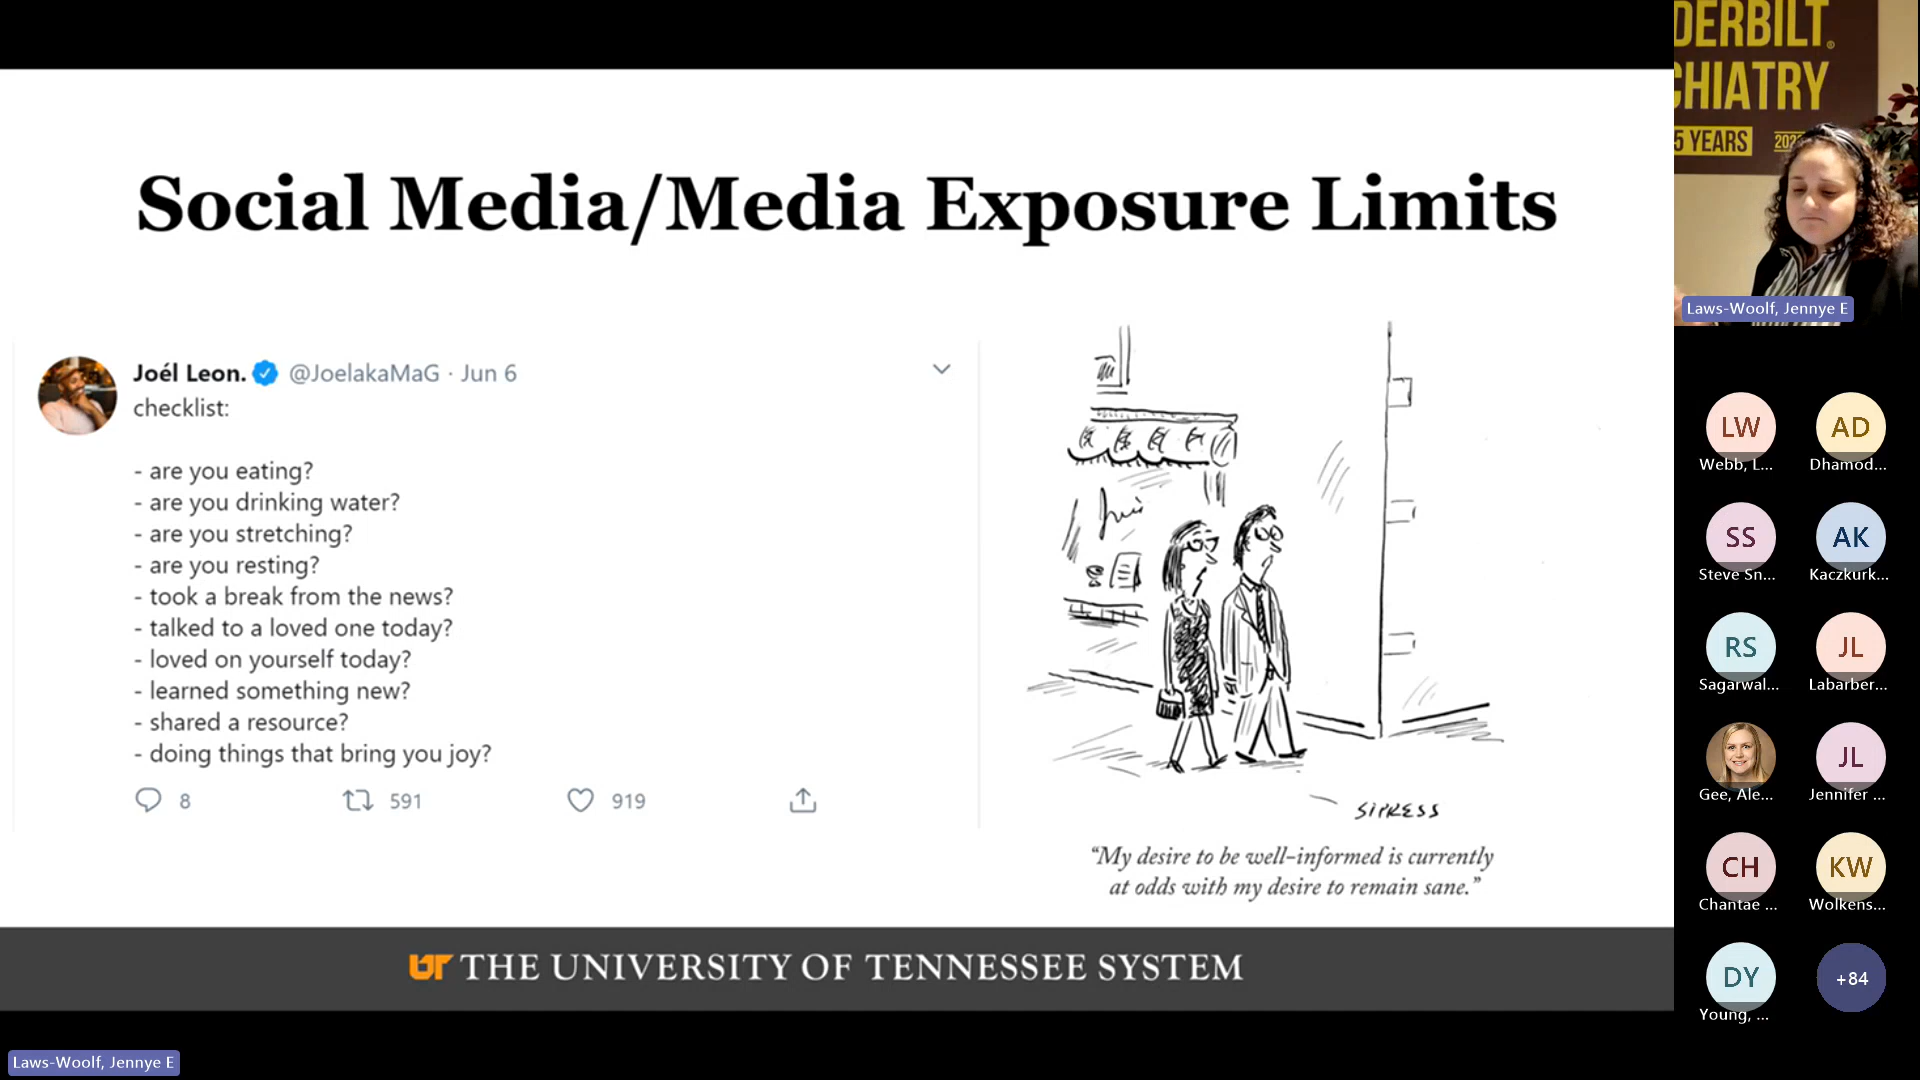 Social Media/Media Exposure Limits
Joél Leon. @JoelakaMaG · Jun 6
checklist:
- are you eating?
- are you drinking water?
- are you stretching?
- are you resting?
- took a break from the news?
- talked to a loved one today?
- loved on yourself today?
- learned something new?
- shared a resource?
- doing things that bring you joy?
8 591 919
SIPRESS
“My desire to be well-informed is currently
at odds with my desire to remain sane.”
UT THE UNIVERSITY OF TENNESSEE SYSTEM
Laws-Woolf, Jennye E
DERBILT®
CHIATRY
5 YEARS
Laws-Woolf, Jennye E
LW AD
Webb, L... Dhamod...
SS AK
Steve Sn... Kaczkurk...
RS JL
Sagarwal... Labarber...
JL
Gee, Ale... Jennifer ...
CH KW
Chantae ... Wolkens...
DY +84
Young, ...